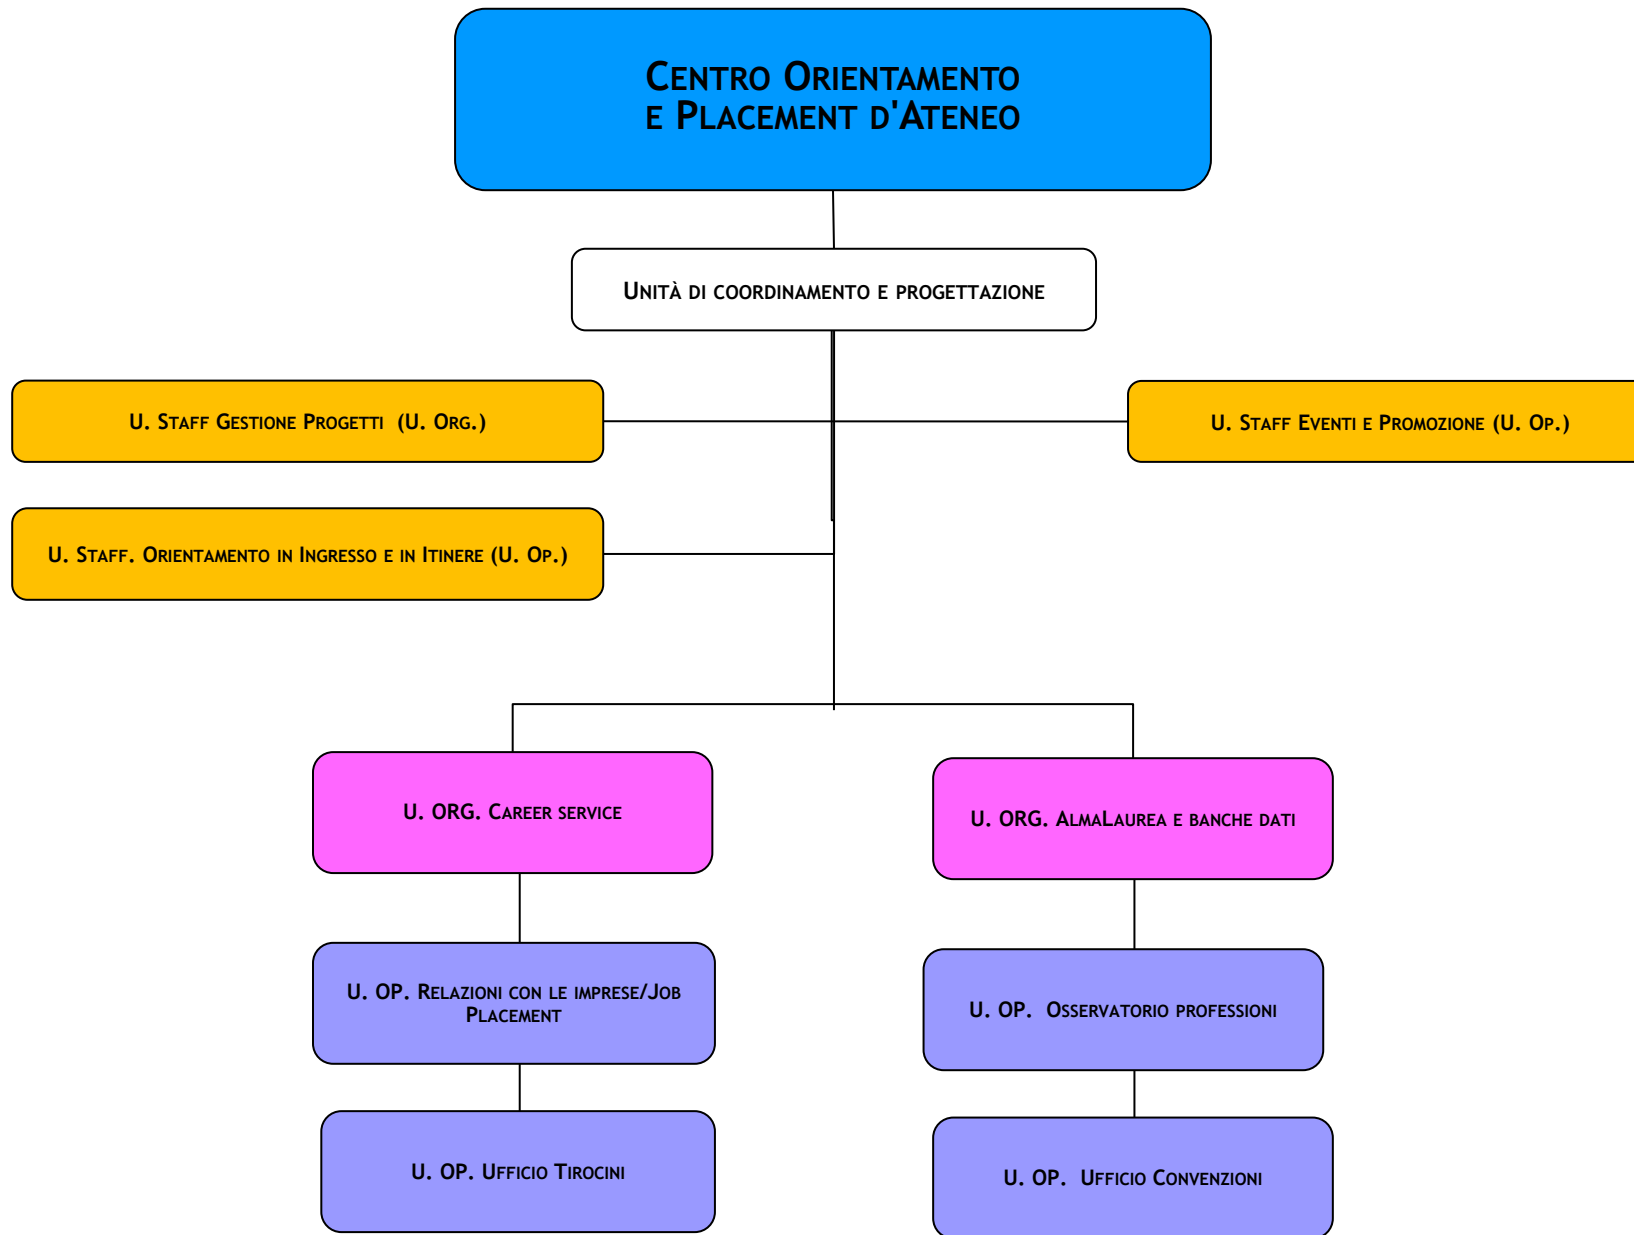 Centro Orientamento
e Placement d'Ateneo
Unità di coordinamento e progettazione
U. Staff Gestione Progetti (U. Org.)
U. Staff Eventi e Promozione (U. Op.)
U. Staff. Orientamento in Ingresso e in Itinere (U. Op.)
U. ORG. Career service
U. ORG. AlmaLaurea e banche dati
U. OP. Relazioni con le imprese/Job
Placement
U. OP. Osservatorio professioni
U. OP. Ufficio Tirocini
U. OP. Ufficio Convenzioni